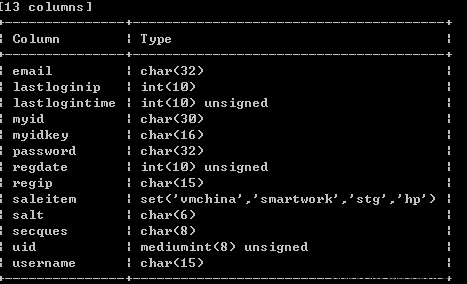 [13 columns]
Column | Type
email | char(32)
lastloginip | int(10)
lastlogintime | int(10) unsigned
myid | char(30)
myidkey | char(16)
password | char(32)
regdate | int(10) unsigned
regip | char(15)
saleitem | set('vmchina','smartwork','stg','hp')
salt | char(6)
secques | char(8)
uid | mediumint(8) unsigned
username | char(15)